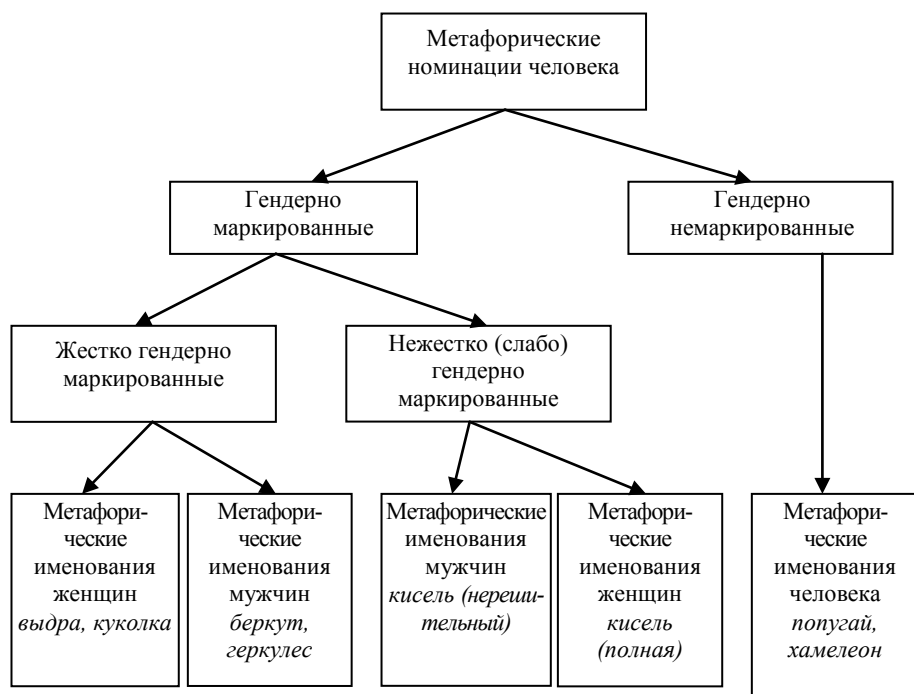 Метафорические
номинации человека
Гендерно
маркированные
Гендерно
немаркированные
Жестко гендерно
маркированные
Нежестко (слабо)
гендерно
маркированные
Метафори-
ческие
именования
женщин
выдра, куколка
Метафори-
ческие
именования
мужчин
беркут,
геркулес
Метафорические
именования
мужчин
кисель (нереши-
тельный)
Метафори-
ческие
именования
женщин
кисель
(полная)
Метафори-
ческие
именования
человека
попугай,
хамелеон